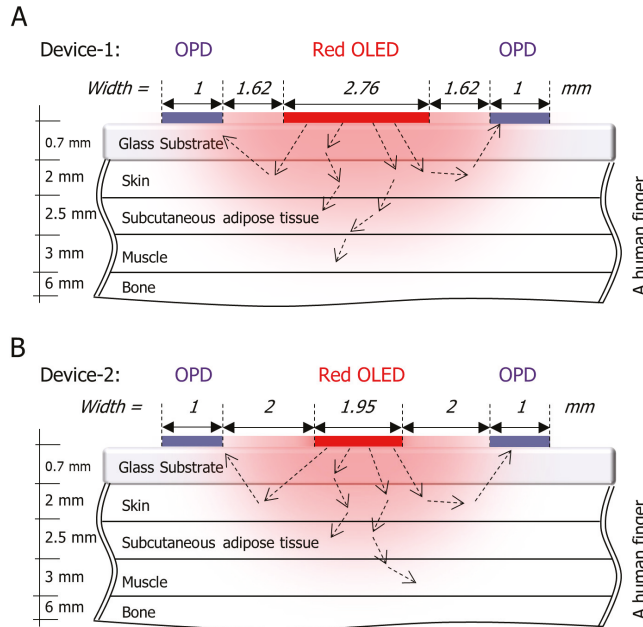 A
Device-1: OPD Red OLED OPD
Width = 1 1.62 2.76 1.62 1 mm
0.7 mm Glass Substrate
2 mm Skin
2.5 mm Subcutaneous adipose tissue
3 mm Muscle
6 mm Bone
A human finger
B
Device-2: OPD Red OLED OPD
Width = 1 2 1.95 2 1 mm
0.7 mm Glass Substrate
2 mm Skin
2.5 mm Subcutaneous adipose tissue
3 mm Muscle
6 mm Bone
A human finger